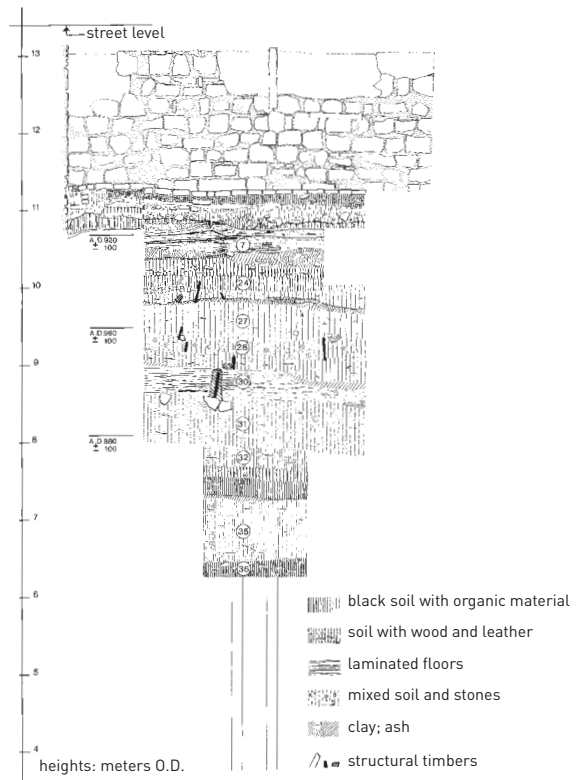 street level
13
12
11
A.D.920
± 100
7
10
24
27
A.D.960
± 100
9
28
30
31
8
A.D.880
± 100
32
7
35
36
6
black soil with organic material
soil with wood and leather
laminated floors
5
mixed soil and stones
clay; ash
4
structural timbers
heights: meters O.D.